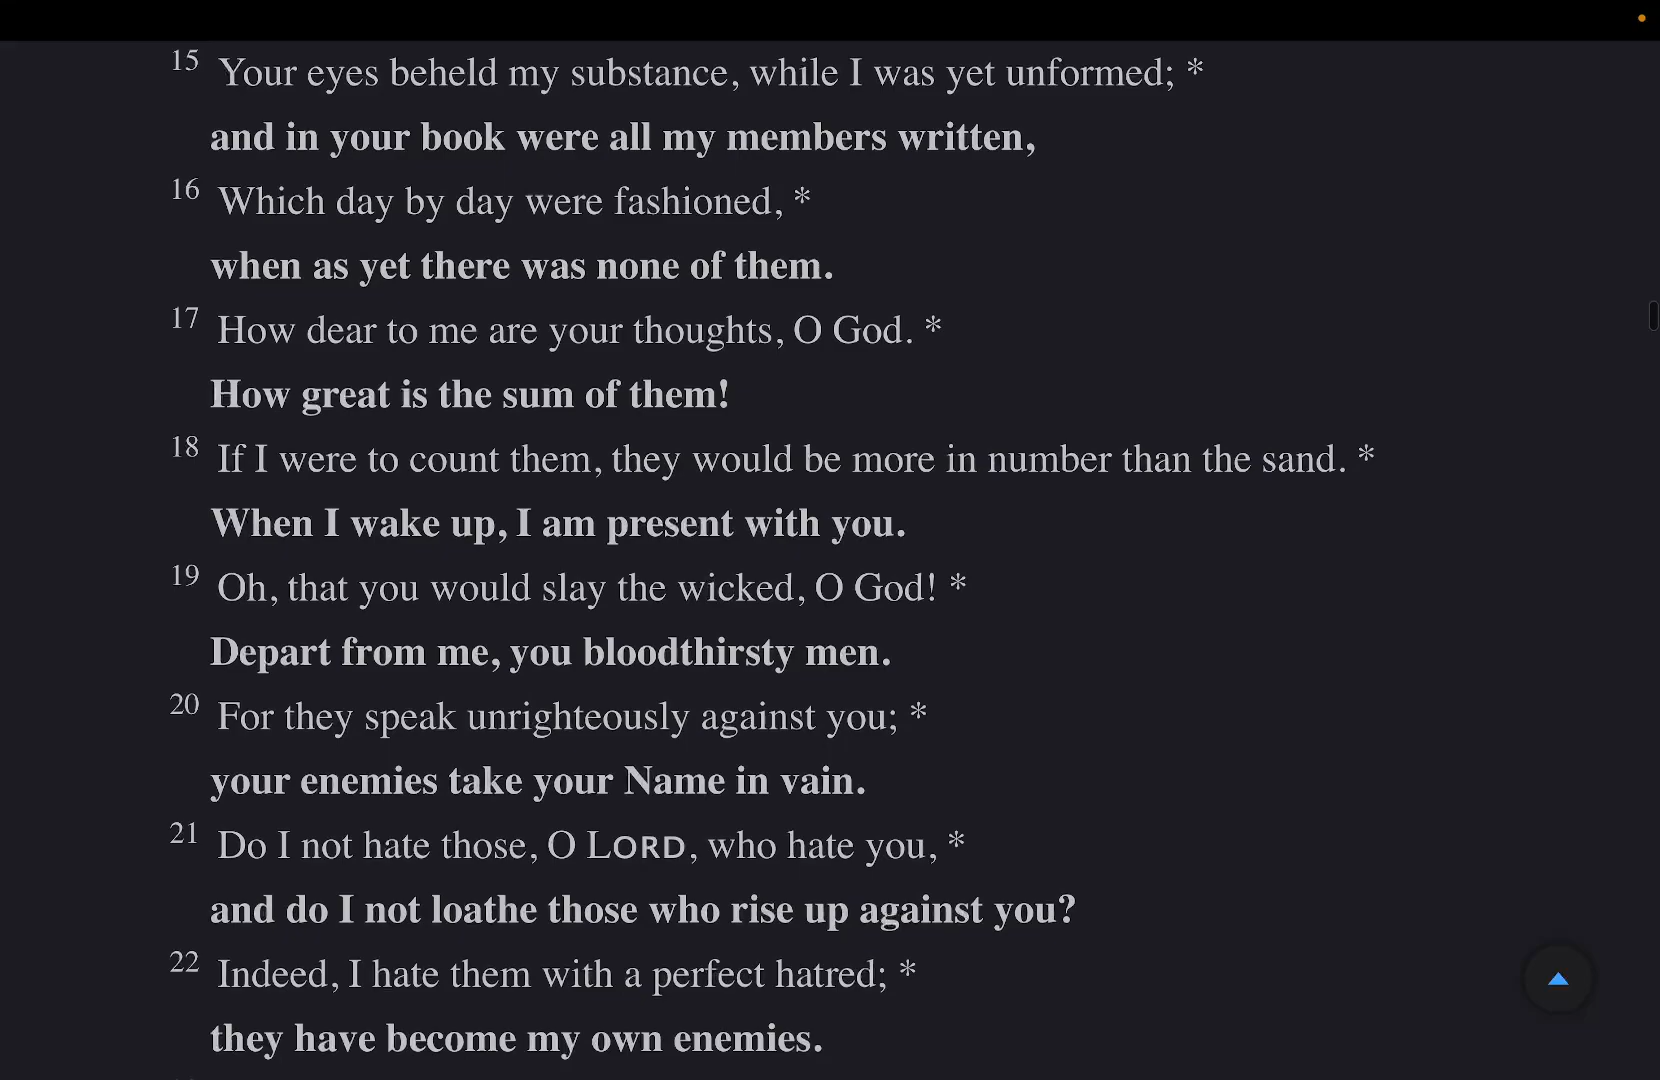 15 Your eyes beheld my substance, while I was yet unformed; *
and in your book were all my members written,
16 Which day by day were fashioned, *
when as yet there was none of them.
17 How dear to me are your thoughts, O God. *
How great is the sum of them!
18 If I were to count them, they would be more in number than the sand. *
When I wake up, I am present with you.
19 Oh, that you would slay the wicked, O God! *
Depart from me, you bloodthirsty men.
20 For they speak unrighteously against you; *
your enemies take your Name in vain.
21 Do I not hate those, O LORD, who hate you, *
and do I not loathe those who rise up against you?
22 Indeed, I hate them with a perfect hatred; *
they have become my own enemies.